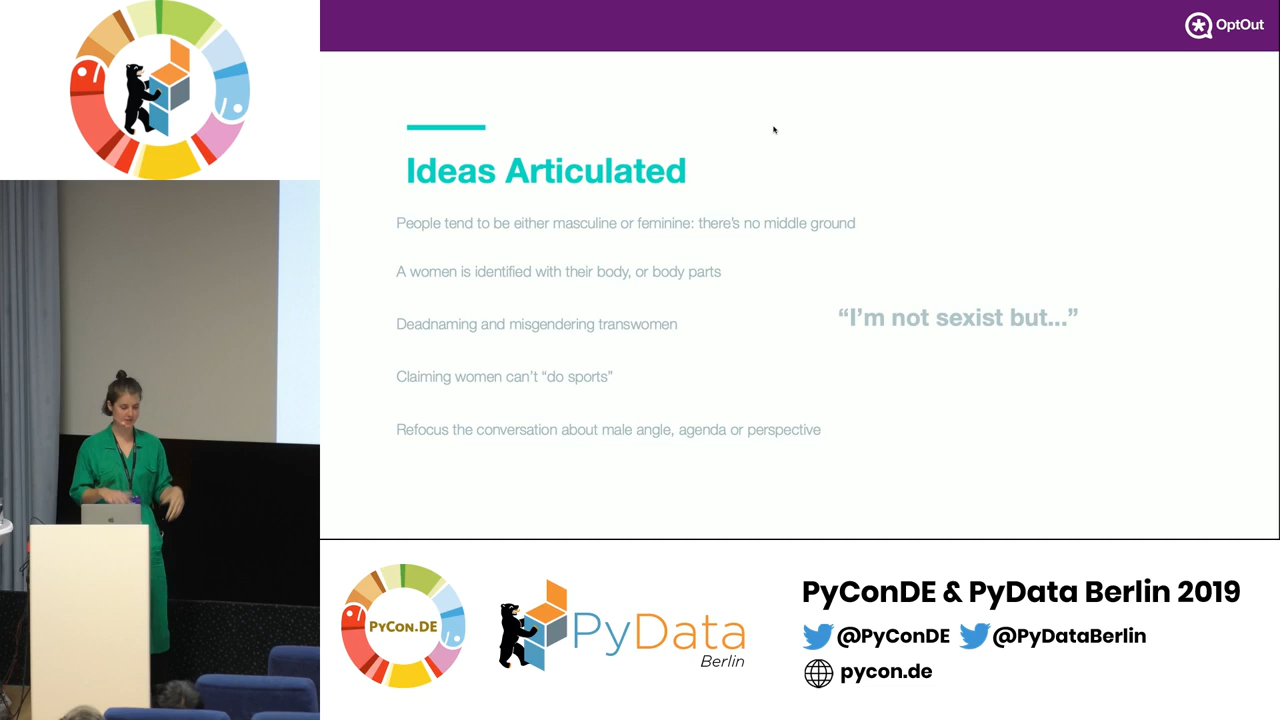 OptOut
Ideas Articulated
People tend to be either masculine or feminine: there's no middle ground
A women is identified with their body, or body parts
Deadnaming and misgendering transwomen
"I'm not sexist but..."
Claiming women can't "do sports"
Refocus the conversation about male angle, agenda or perspective
PYCON.DE
PyData
Berlin
PyConDE & PyData Berlin 2019
@PyConDE @PyDataBerlin
pycon.de